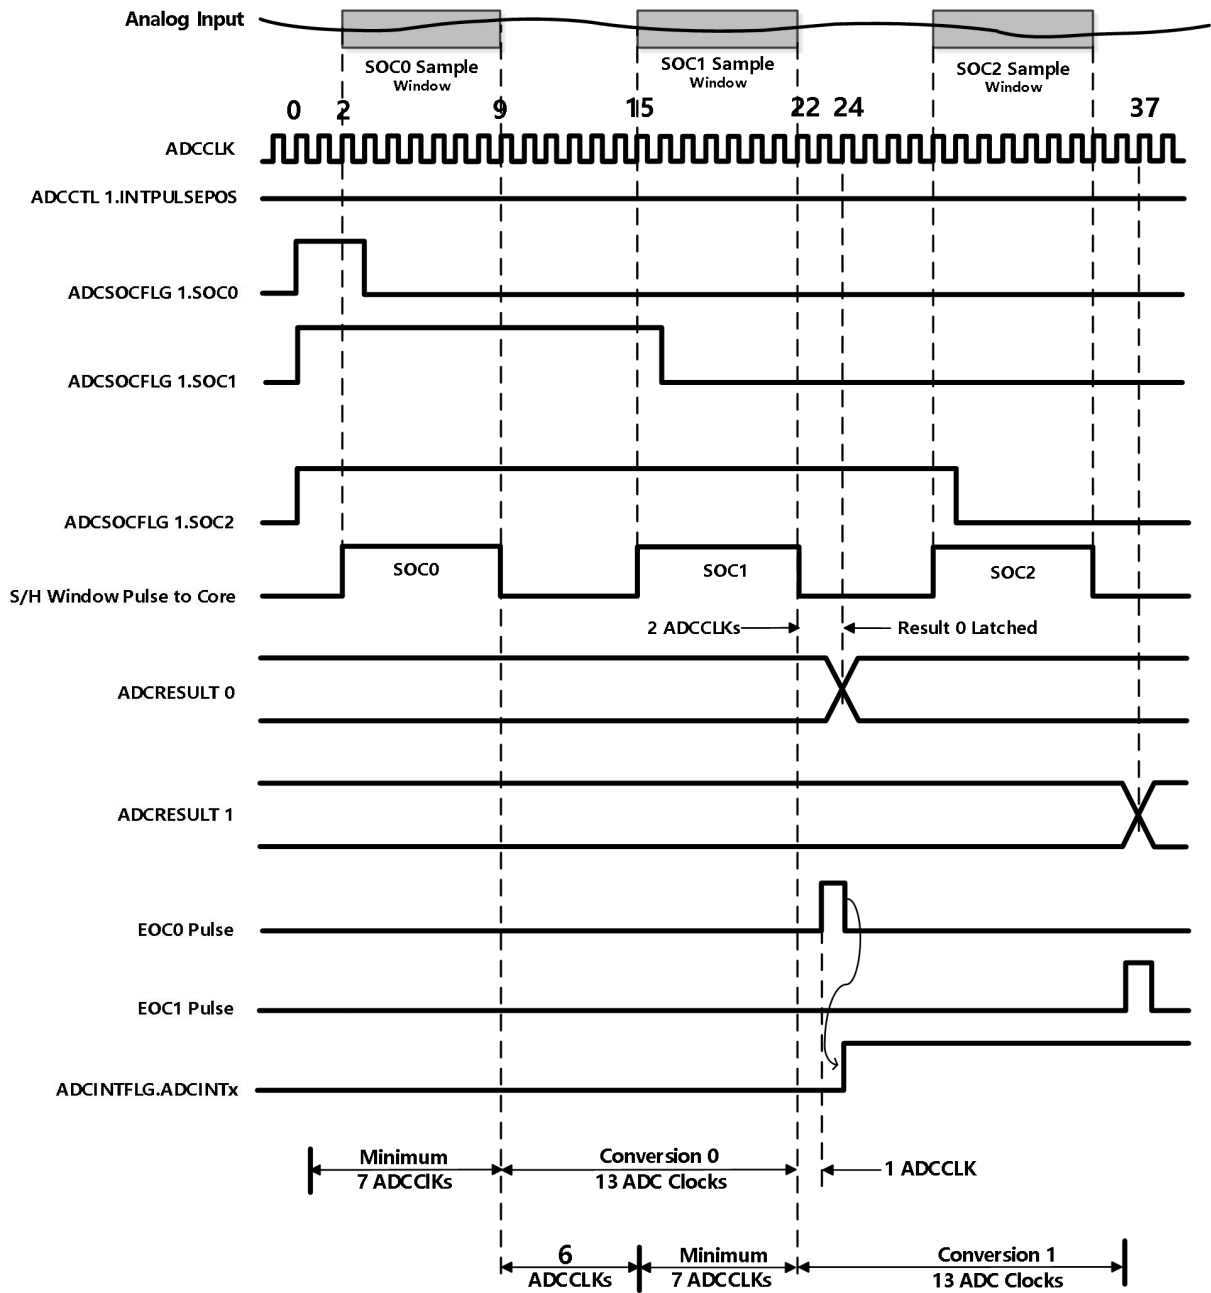 Analog Input
SOC0 Sample
Window
SOC1 Sample
Window
SOC2 Sample
Window
0 2 9 15 22 24 37
ADCCLK
ADCCTL 1.INTPULSEPOS
ADCSOCFLG 1.SOC0
ADCSOCFLG 1.SOC1
ADCSOCFLG 1.SOC2
SOC0 SOC1 SOC2
S/H Window Pulse to Core
2 ADCCLKs Result 0 Latched
ADCRESULT 0
ADCRESULT 1
EOC0 Pulse
EOC1 Pulse
ADCINTFLG.ADCINTx
Minimum
7 ADCClKs
Conversion 0
13 ADC Clocks
1 ADCCLK
6
ADCCLKs
Minimum
7 ADCCLKs
Conversion 1
13 ADC Clocks